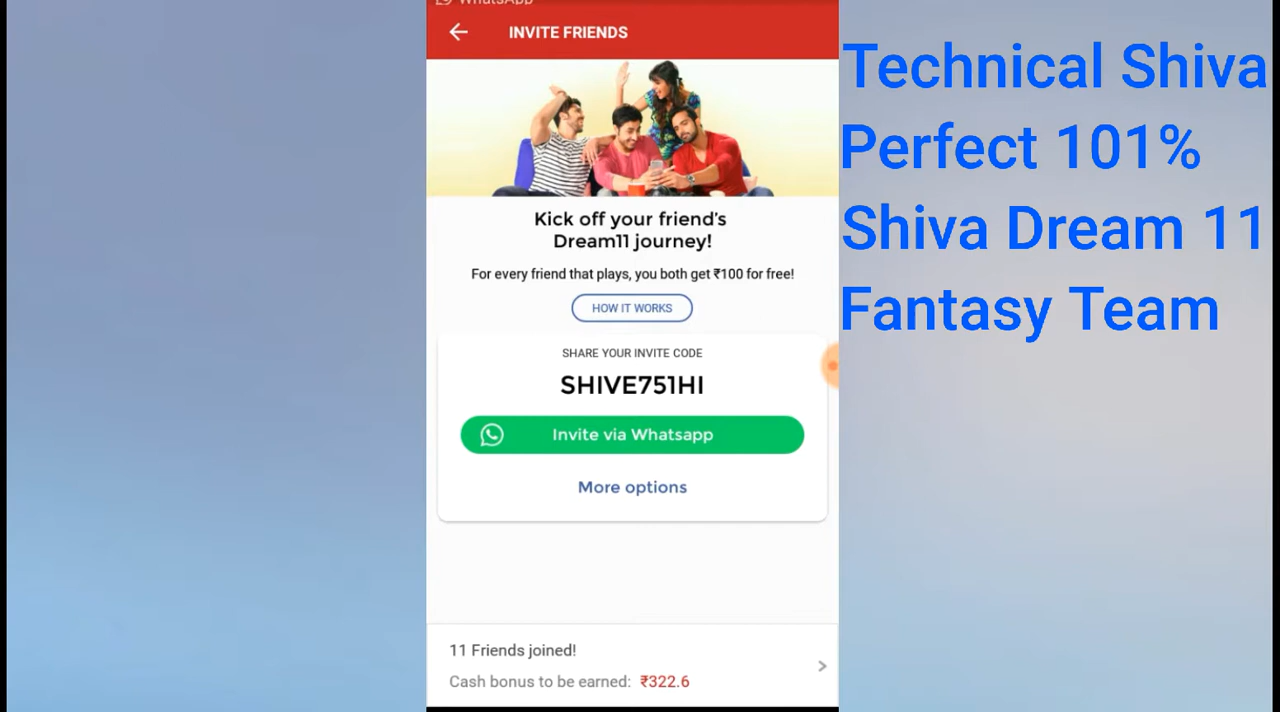 WhatsApp
INVITE FRIENDS
Kick off your friend's
Dream11 journey!
For every friend that plays, you both get ₹100 for free!
HOW IT WORKS
SHARE YOUR INVITE CODE
SHIVE751HI
Invite via Whatsapp
More options
11 Friends joined!
Cash bonus to be earned: ₹322.6
Technical Shiva
Perfect 101%
Shiva Dream 11
Fantasy Team